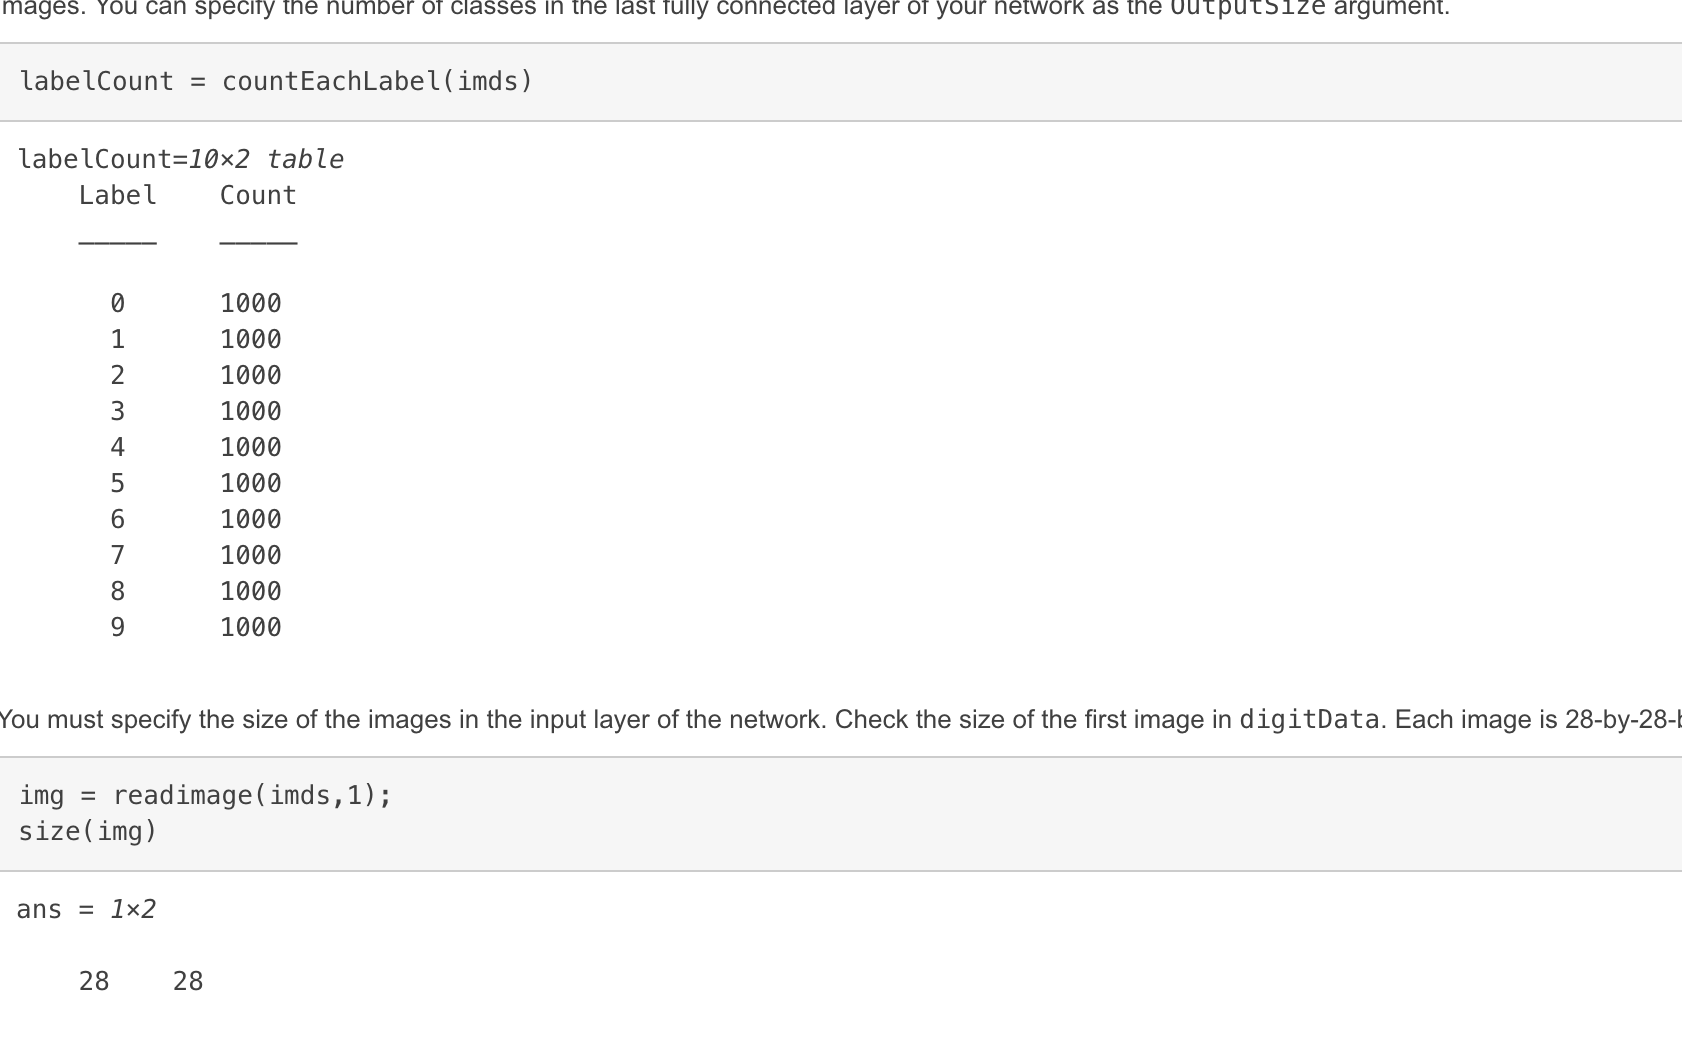 mages. You can specify the number of classes in the last fully connected layer of your network as the OutputSize argument.
labelCount = countEachLabel(imds)
labelCount=10×2 table
Label    Count
_____    _____
0    1000
1    1000
2    1000
3    1000
4    1000
5    1000
6    1000
7    1000
8    1000
9    1000
You must specify the size of the images in the input layer of the network. Check the size of the first image in digitData. Each image is 28-by-28-b
img = readimage(imds,1);
size(img)
ans = 1×2
28    28